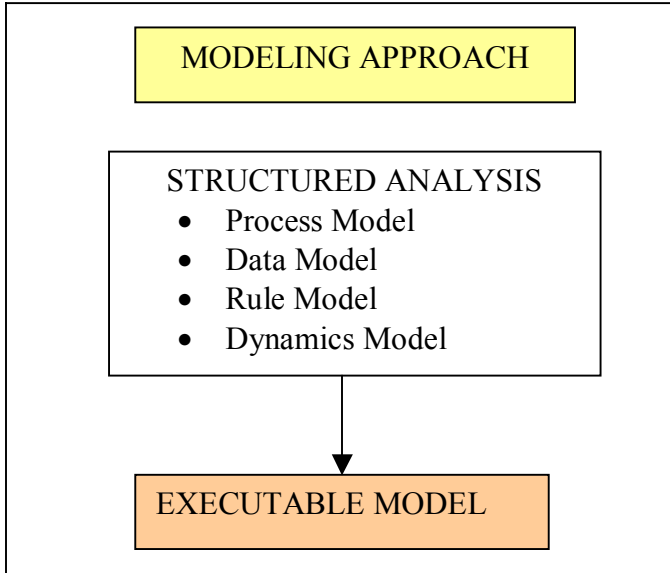 MODELING APPROACH
STRUCTURED ANALYSIS
• Process Model
• Data Model
• Rule Model
• Dynamics Model
EXECUTABLE MODEL